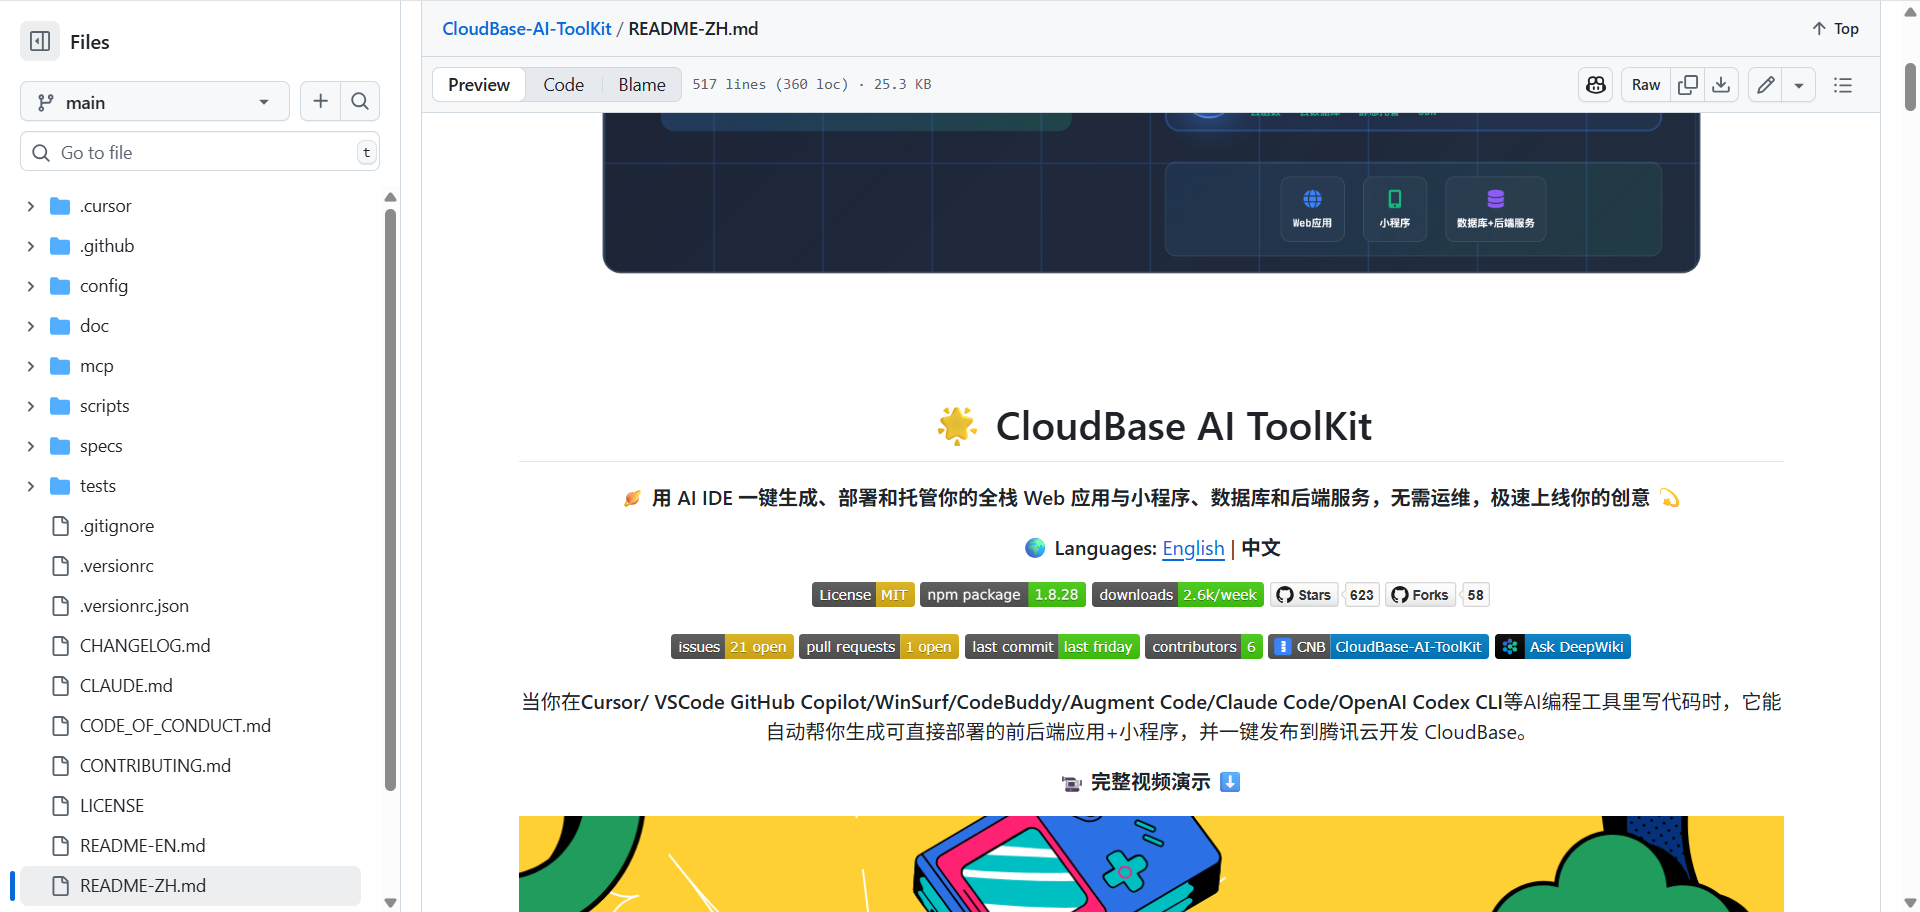 Files
main
Go to file
t
.cursor
.github
config
doc
mcp
scripts
specs
tests
.gitignore
.versionrc
.versionrc.json
CHANGELOG.md
CLAUDE.md
CODE_OF_CONDUCT.md
CONTRIBUTING.md
LICENSE
README-EN.md
README-ZH.md
CloudBase-AI-ToolKit / README-ZH.md
Top
Preview Code Blame 517 lines (360 loc) · 25.3 KB
Raw
Web应用 小程序 数据库+后端服务
CloudBase AI ToolKit
用 AI IDE 一键生成、部署和托管你的全栈 Web 应用与小程序、数据库和后端服务，无需运维，极速上线你的创意
Languages: English | 中文
License MIT npm package 1.8.28 downloads 2.6k/week Stars 623 Forks 58
issues 21 open pull requests 1 open last commit last friday contributors 6 CNB CloudBase-AI-ToolKit Ask DeepWiki
当你在Cursor/ VSCode GitHub Copilot/WinSurf/CodeBuddy/Augment Code/Claude Code/OpenAI Codex CLI等AI编程工具里写代码时，它能
自动帮你生成可直接部署的前后端应用+小程序，并一键发布到腾讯云开发 CloudBase。
完整视频演示